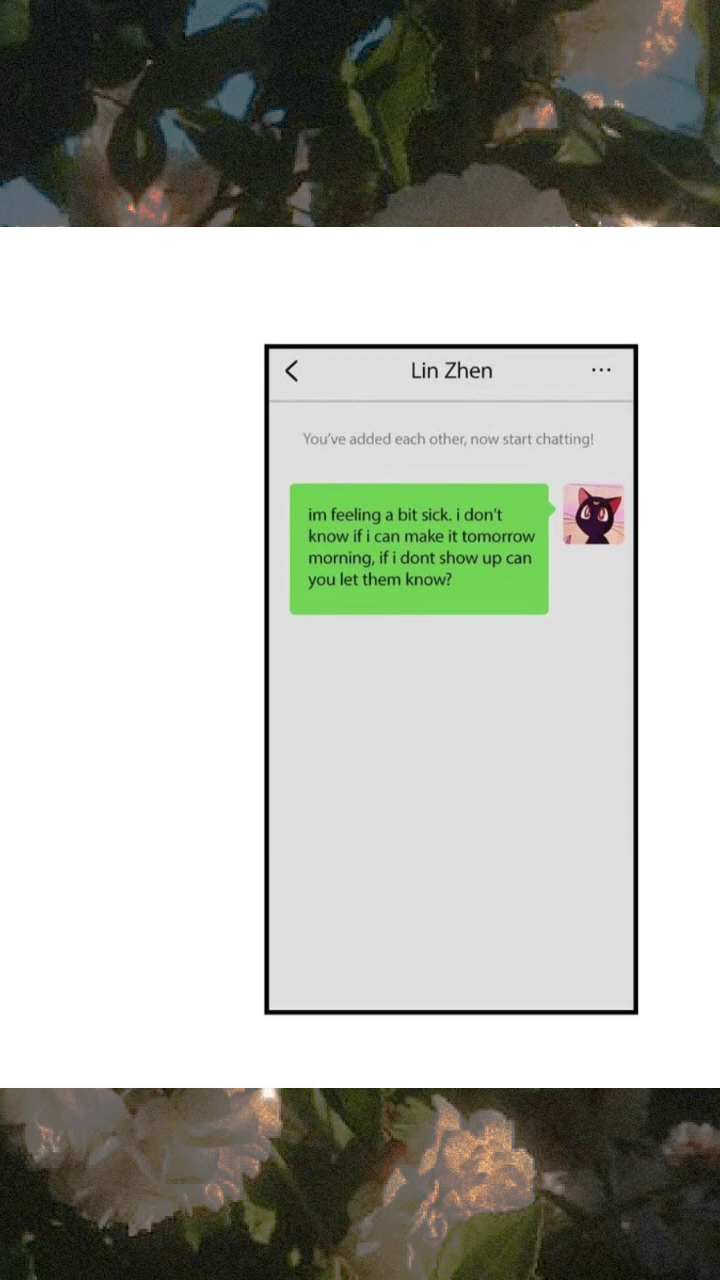 Lin Zhen
You've added each other, now start chatting!
im feeling a bit sick. i don't
know if i can make it tomorrow
morning, if i dont show up can
you let them know?